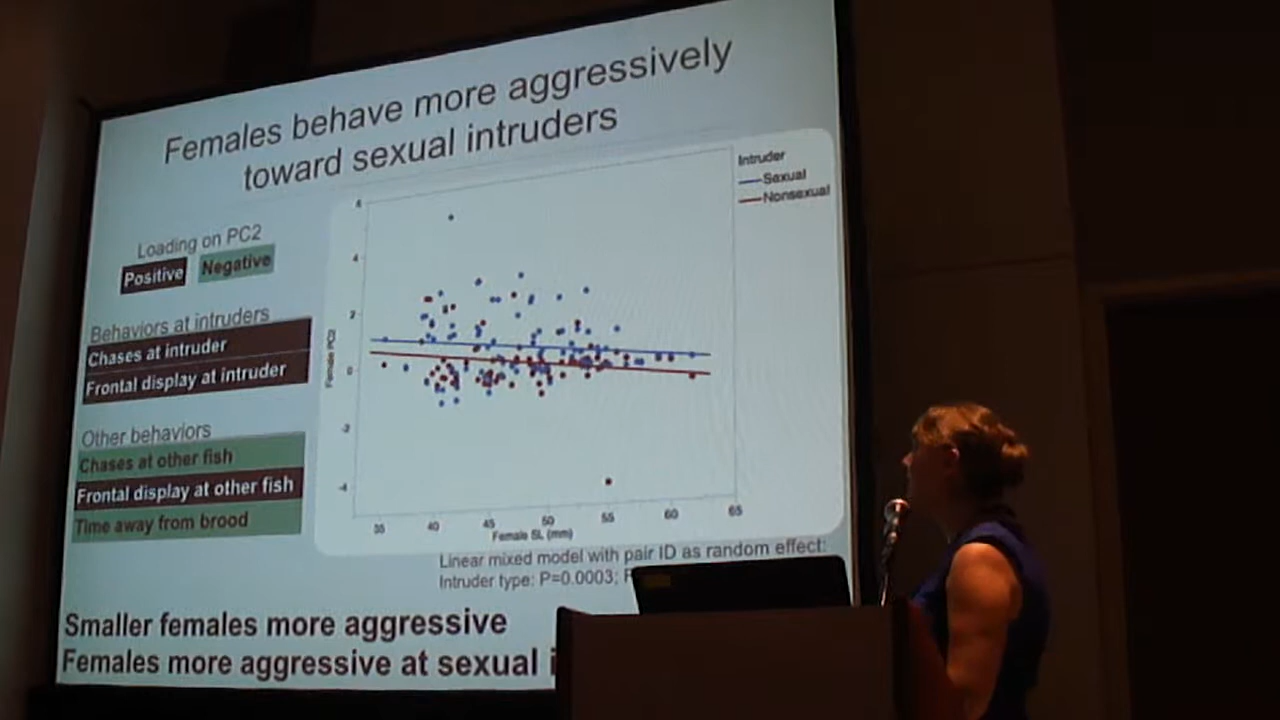 Females behave more aggressively
toward sexual intruders
Loading on PC2
Positive
Negative
Behaviors at intruders
Chases at intruder
Frontal display at intruder
Other behaviors
Chases at other fish
Frontal display at other fish
Time away from brood
Intruder
Sexual
Nonsexual
6
4
2
0
-2
-4
Female PC2
35 40 45 50 55 60 65
Female SL (mm)
Linear mixed model with pair ID as random effect:
Intruder type: P=0.0003;
Smaller females more aggressive
Females more aggressive at sexual